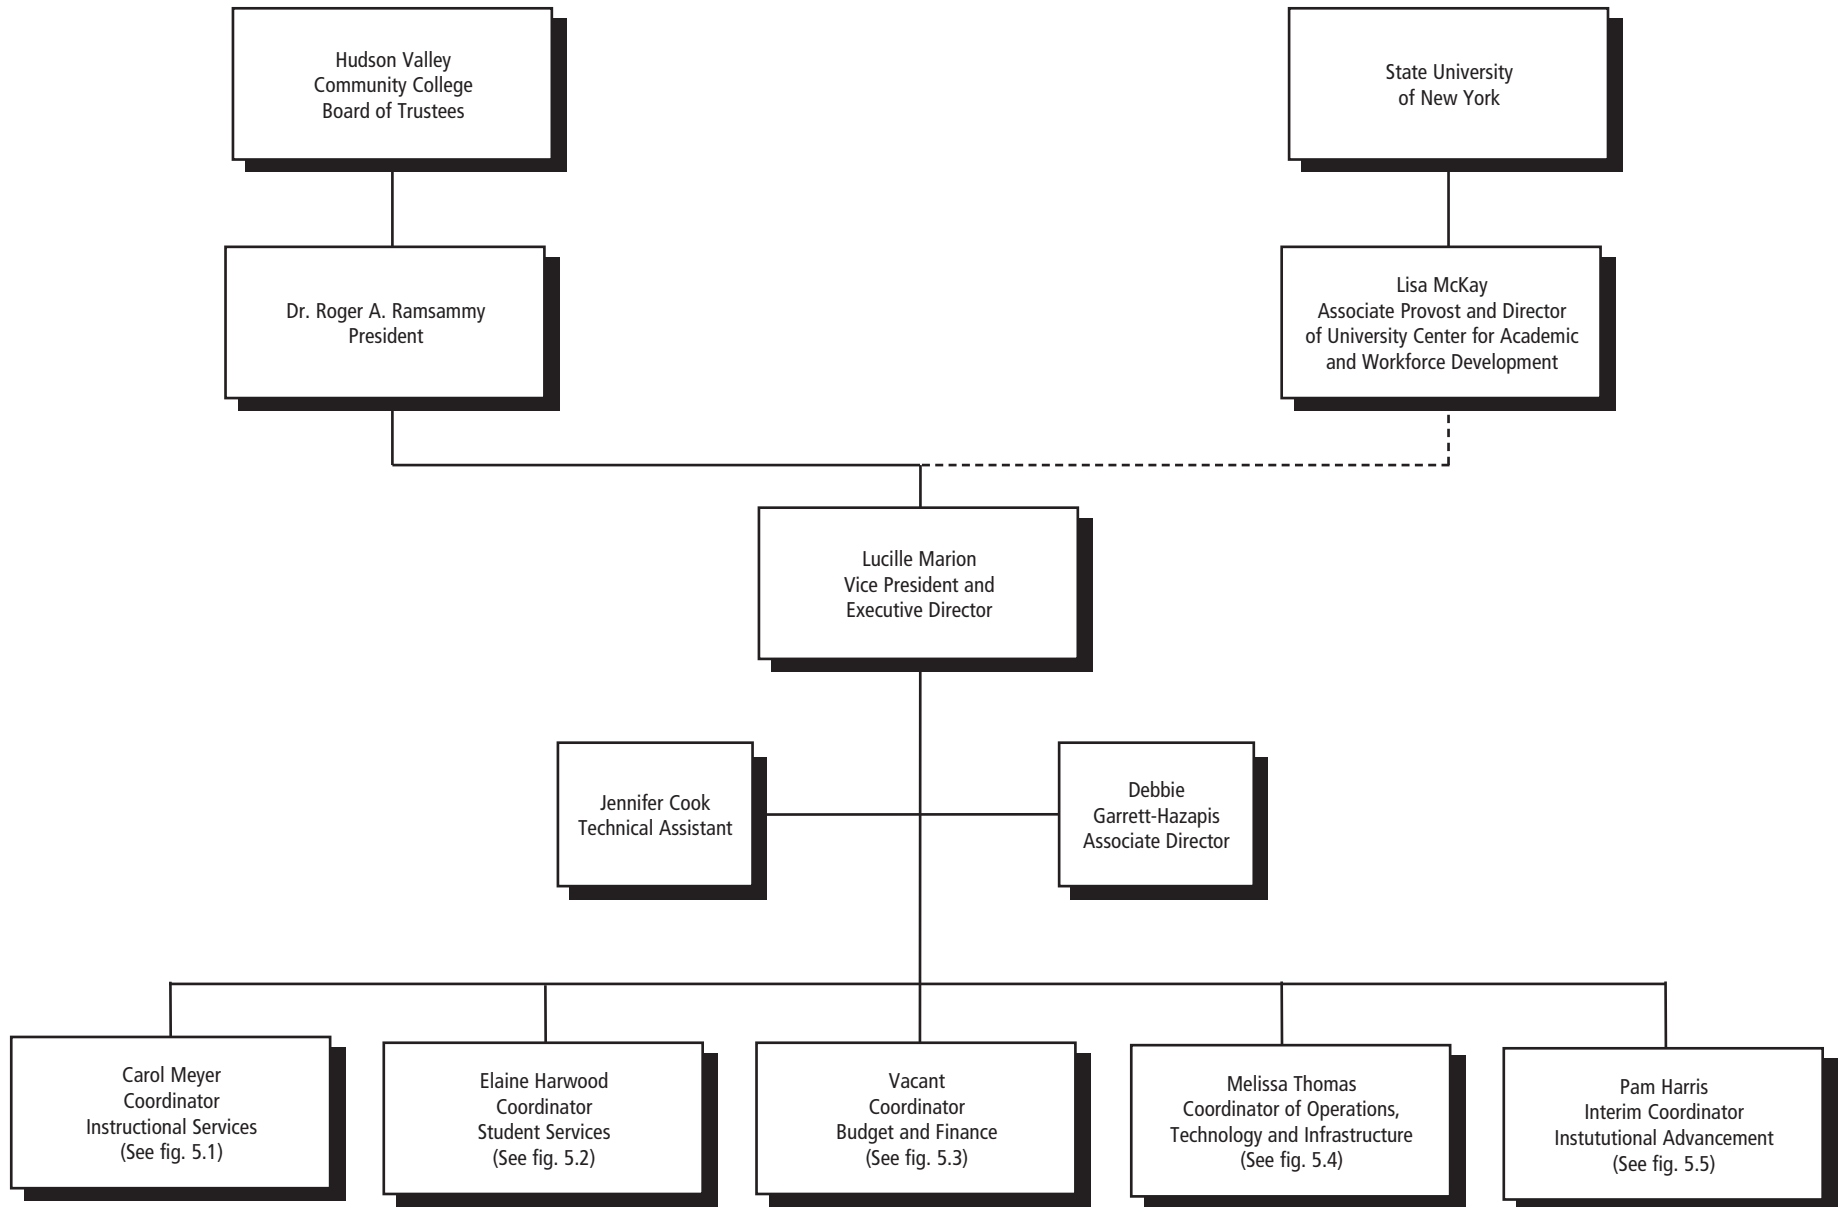 Hudson Valley
Community College
Board of Trustees
State University
of New York
Dr. Roger A. Ramsammy
President
Lisa McKay
Associate Provost and Director
of University Center for Academic
and Workforce Development
Lucille Marion
Vice President and
Executive Director
Jennifer Cook
Technical Assistant
Debbie
Garrett-Hazapis
Associate Director
Carol Meyer
Coordinator
Instructional Services
(See fig. 5.1)
Elaine Harwood
Coordinator
Student Services
(See fig. 5.2)
Vacant
Coordinator
Budget and Finance
(See fig. 5.3)
Melissa Thomas
Coordinator of Operations,
Technology and Infrastructure
(See fig. 5.4)
Pam Harris
Interim Coordinator
Instutuional Advancement
(See fig. 5.5)